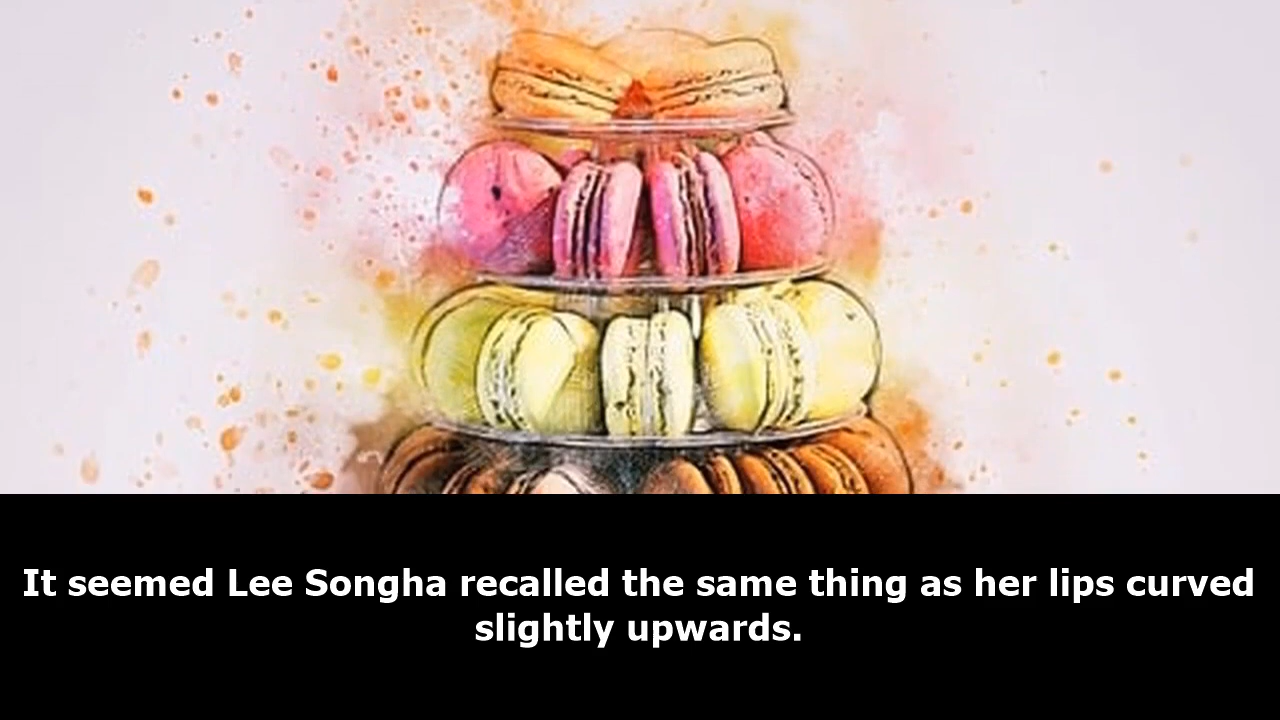 It seemed Lee Songha recalled the same thing as her lips curved
slightly upwards.